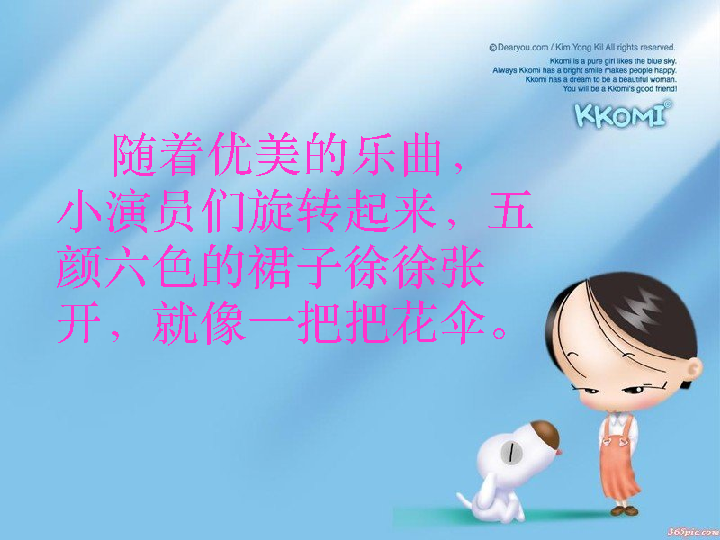 © Dearyou.com / Kim Yong Kil All rights reserved.
Kkomi is a pure girl likes the blue sky.
Always Kkomi has a bright smile makes people happy.
Kkomi has a dream to be a beautiful woman.
You will be a Kkomi's good friend!
KKOMI©
随着优美的乐曲，
小演员们旋转起来，五
颜六色的裙子徐徐张
开，就像一把把花伞。
365pic.com